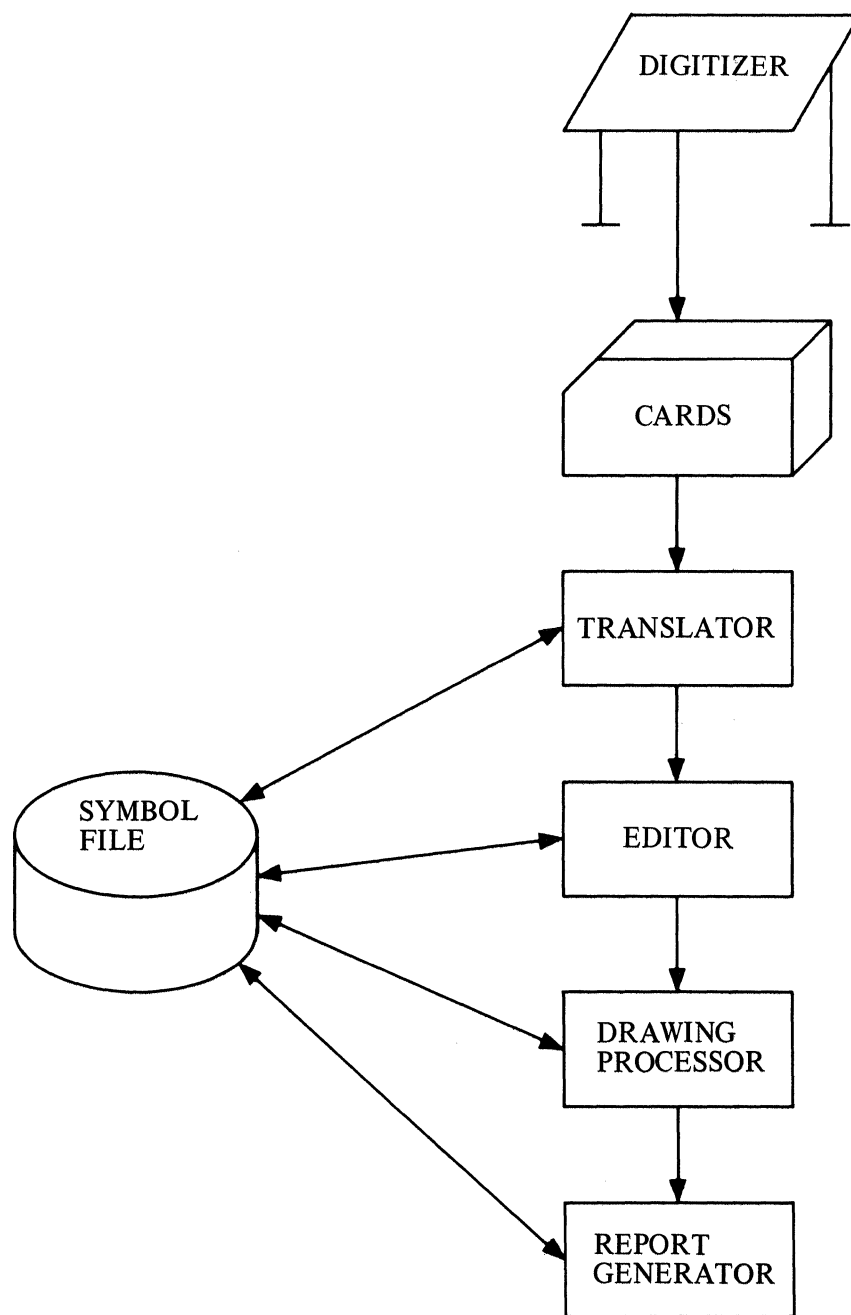 DIGITIZER
CARDS
TRANSLATOR
SYMBOL
FILE
EDITOR
DRAWING
PROCESSOR
REPORT
GENERATOR